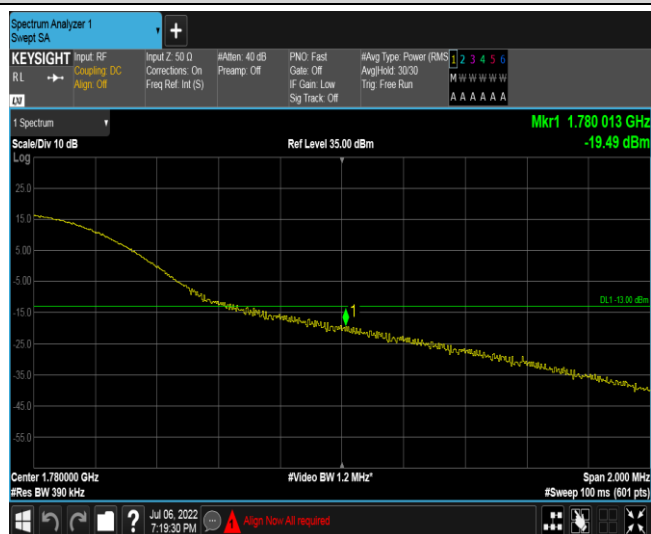 Spectrum Analyzer 1
Swept SA
+
KEYSIGHT
RL
LXI
Input: RF
Coupling: DC
Align: Off
Input Z: 50 Ω
Corrections: On
Freq Ref: Int (S)
#Atten: 40 dB
Preamp: Off
PNO: Fast
Gate: Off
IF Gain: Low
Sig Track: Off
#Avg Type: Power (RMS
Avg|Hold: 30/30
Trig: Free Run
1 2 3 4 5 6
M W W W W W
A A A A A A
1 Spectrum
Scale/Div 10 dB
Ref Level 35.00 dBm
Mkr1 1.780 013 GHz
-19.49 dBm
Log
25.0
15.0
5.00
-5.00
DL1 -13.00 dBm
1
-15.0
-25.0
-35.0
-45.0
-55.0
Center 1.780000 GHz
#Video BW 1.2 MHz*
Span 2.000 MHz
#Res BW 390 kHz
#Sweep 100 ms (601 pts)
?
Jul 06, 2022
7:19:30 PM
Align Now All required